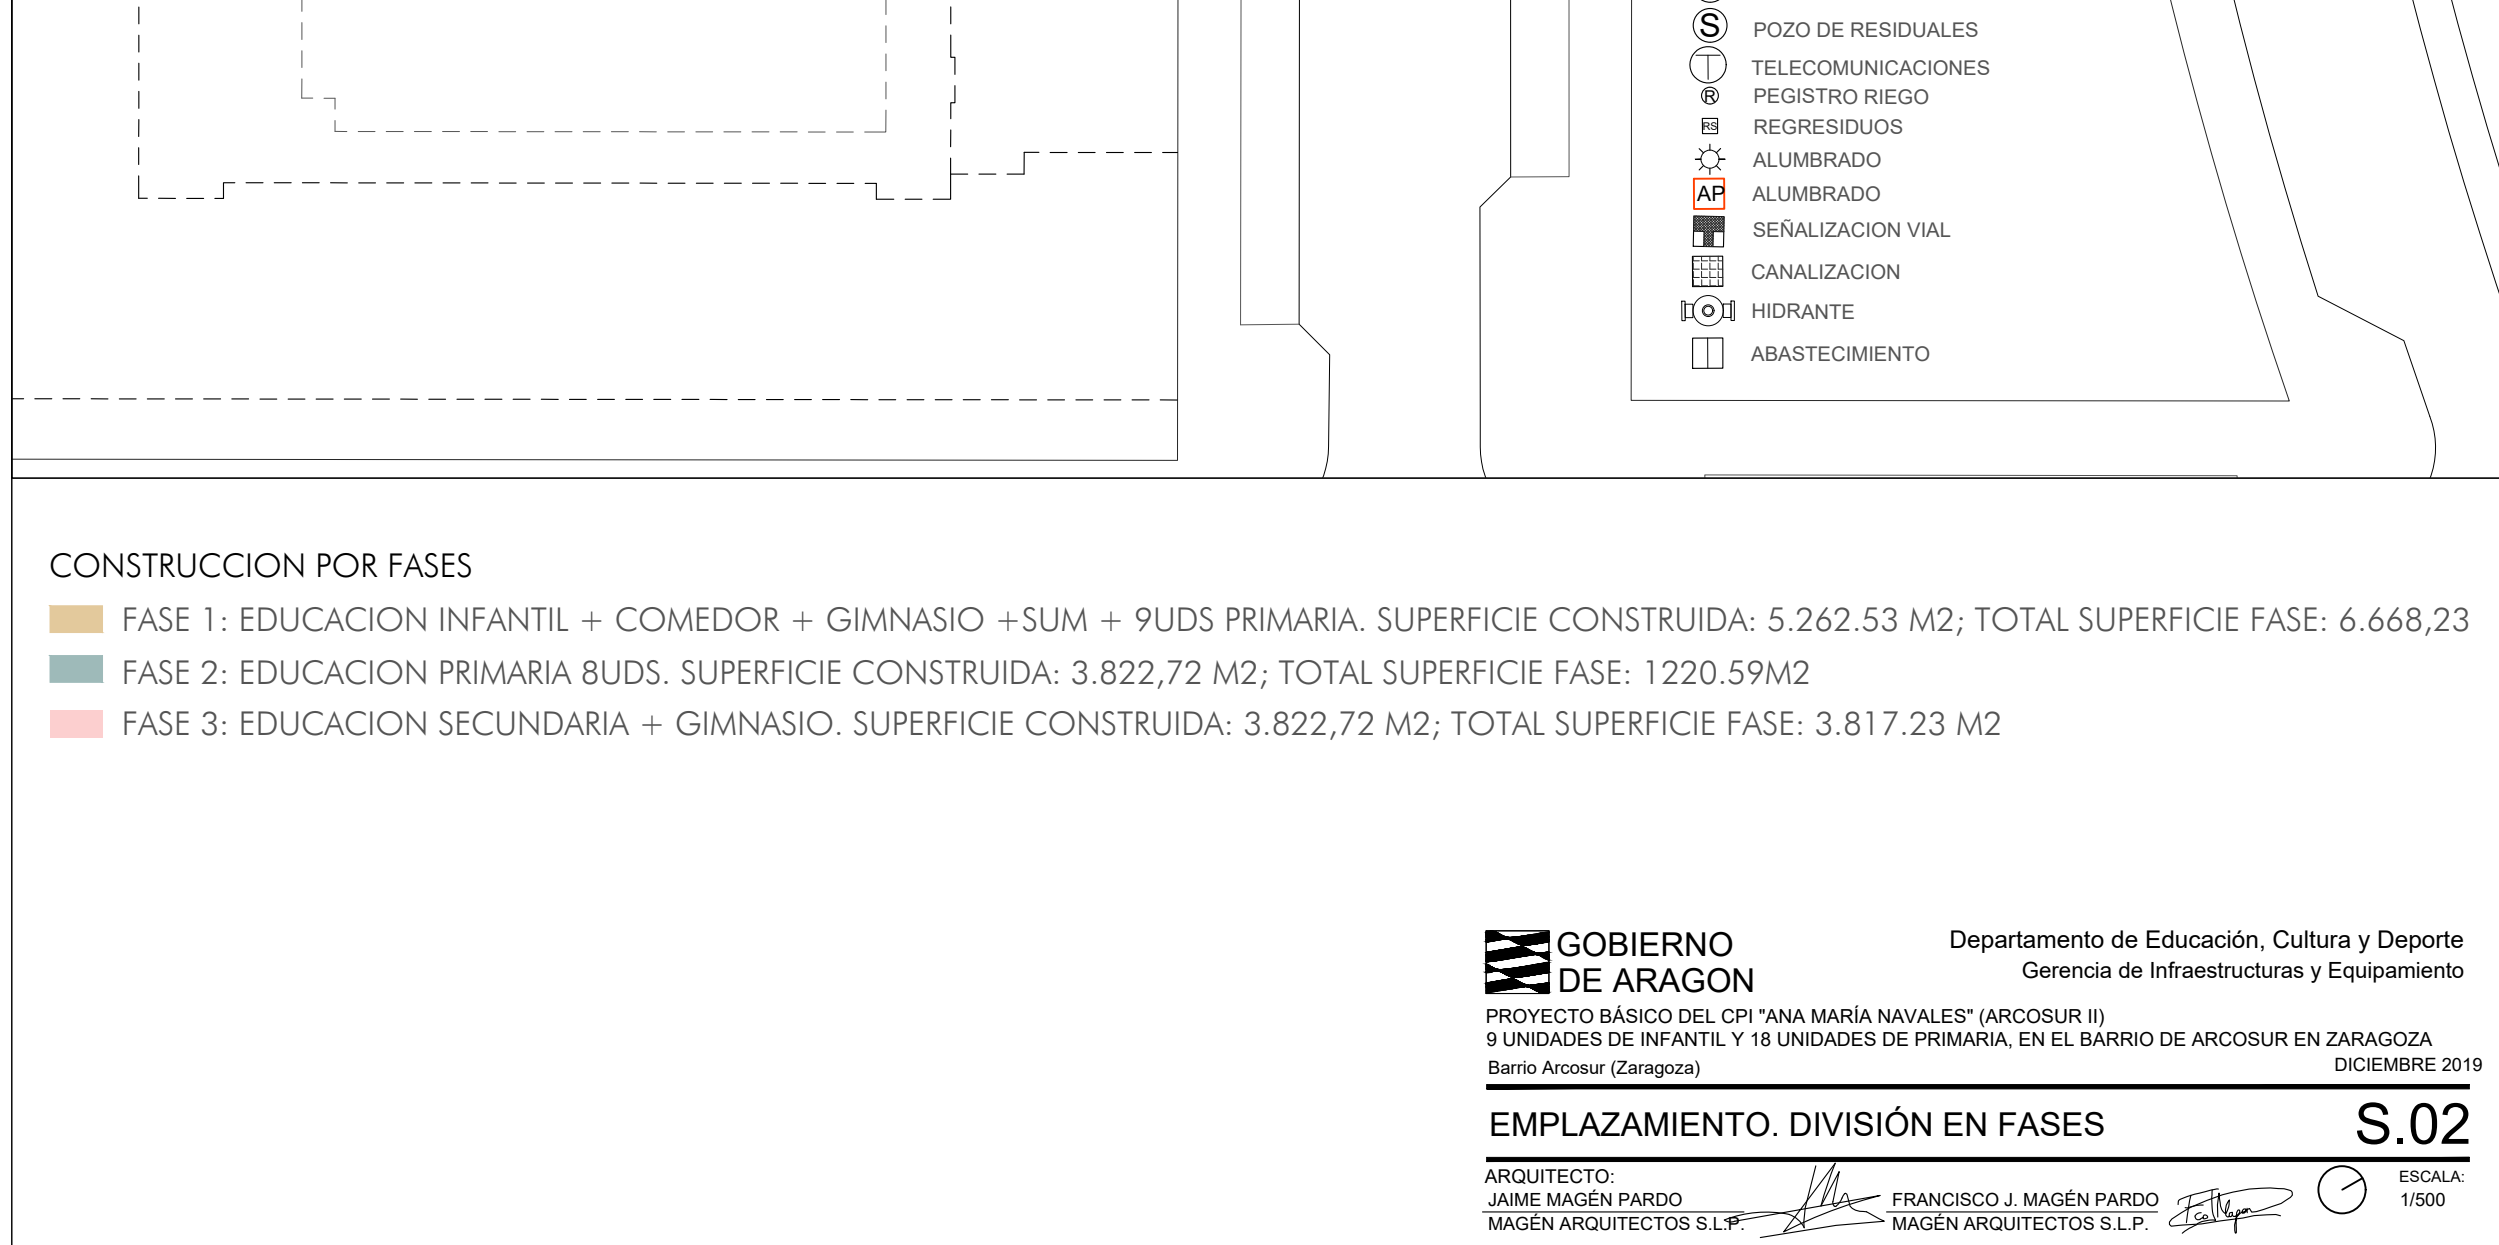 S POZO DE RESIDUALES
T TELECOMUNICACIONES
R PEGISTRO RIEGO
RS REGRESIDUOS
ALUMBRADO
AP ALUMBRADO
SEÑALIZACION VIAL
CANALIZACION
HIDRANTE
ABASTECIMIENTO
CONSTRUCCION POR FASES
FASE 1: EDUCACION INFANTIL + COMEDOR + GIMNASIO +SUM + 9UDS PRIMARIA. SUPERFICIE CONSTRUIDA: 5.262.53 M2; TOTAL SUPERFICIE FASE: 6.668,23
FASE 2: EDUCACION PRIMARIA 8UDS. SUPERFICIE CONSTRUIDA: 3.822,72 M2; TOTAL SUPERFICIE FASE: 1220.59M2
FASE 3: EDUCACION SECUNDARIA + GIMNASIO. SUPERFICIE CONSTRUIDA: 3.822,72 M2; TOTAL SUPERFICIE FASE: 3.817.23 M2
GOBIERNO
DE ARAGON
Departamento de Educación, Cultura y Deporte
Gerencia de Infraestructuras y Equipamiento
PROYECTO BÁSICO DEL CPI "ANA MARÍA NAVALES" (ARCOSUR II)
9 UNIDADES DE INFANTIL Y 18 UNIDADES DE PRIMARIA, EN EL BARRIO DE ARCOSUR EN ZARAGOZA
Barrio Arcosur (Zaragoza) DICIEMBRE 2019
EMPLAZAMIENTO. DIVISIÓN EN FASES S.02
ARQUITECTO:
JAIME MAGÉN PARDO
MAGÉN ARQUITECTOS S.L.P.
FRANCISCO J. MAGÉN PARDO
MAGÉN ARQUITECTOS S.L.P.
ESCALA:
1/500